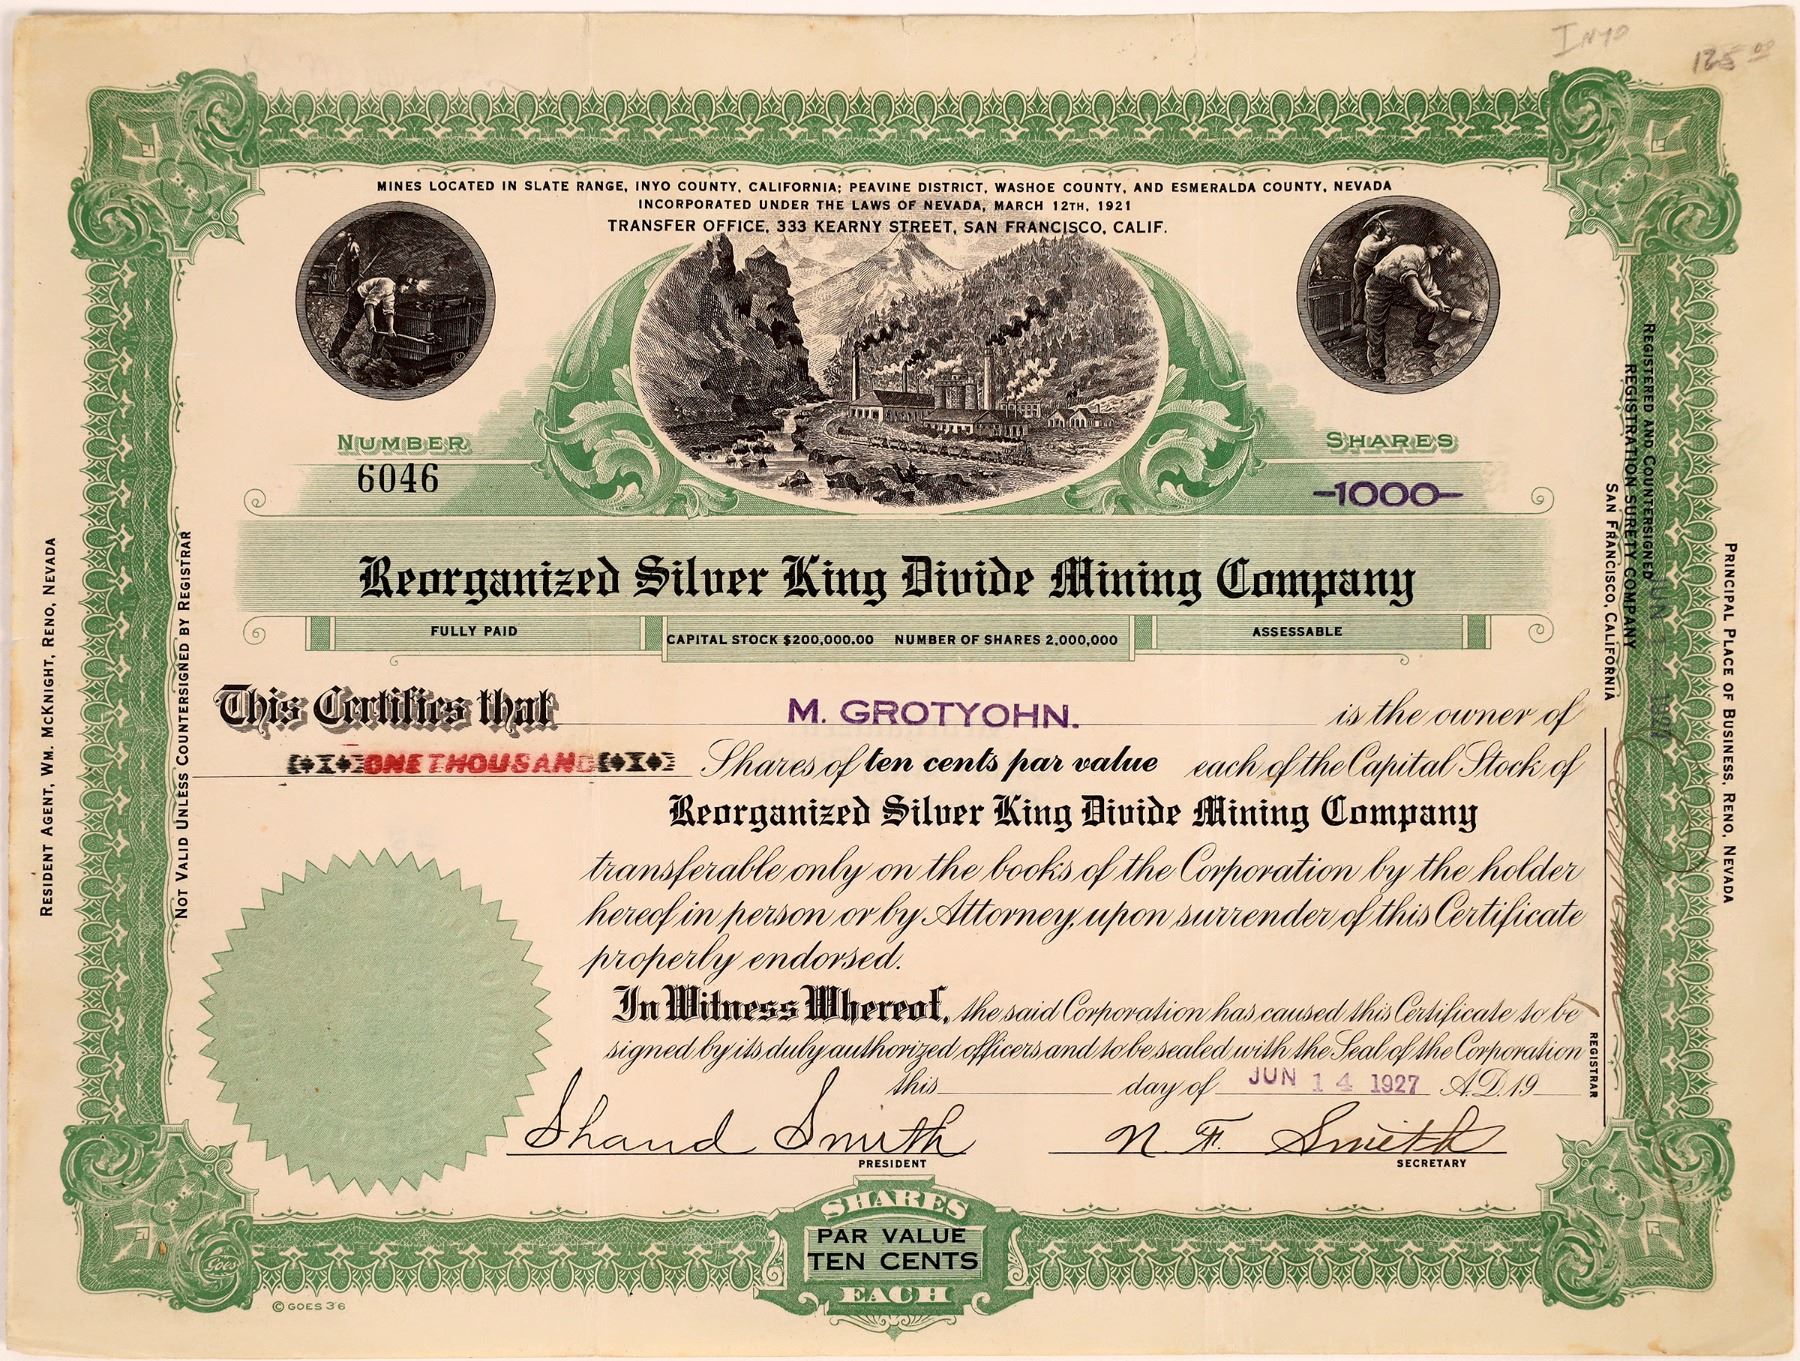 INYO
125 00
MINES LOCATED IN SLATE RANGE, INYO COUNTY, CALIFORNIA; PEAVINE DISTRICT, WASHOE COUNTY, AND ESMERALDA COUNTY, NEVADA
INCORPORATED UNDER THE LAWS OF NEVADA, MARCH 12TH, 1921
TRANSFER OFFICE, 333 KEARNY STREET, SAN FRANCISCO, CALIF.
NUMBER
6046
SHARES
-1000-
Reorganized Silver King Divide Mining Company
FULLY PAID
CAPITAL STOCK $200,000.00 NUMBER OF SHARES 2,000,000
ASSESSABLE
This Certifies that M. GROTYOHN. is the owner of
ONE THOUSAND Shares of ten cents par value each of the Capital Stock of
Reorganized Silver King Divide Mining Company
transferable only on the books of the Corporation by the holder
hereof in person or by Attorney, upon surrender of this Certificate
properly endorsed.
In Witness Whereof, the said Corporation has caused this Certificate to be
signed by its duly authorized officers and to be sealed with the Seal of the Corporation
this day of JUN 14 1927 A.D. 19
Shand Smith
PRESIDENT
N. F. Smith
SECRETARY
SHARES
PAR VALUE
TEN CENTS
EACH
Goes
© GOES 36
RESIDENT AGENT, WM. MCKNIGHT, RENO, NEVADA
NOT VALID UNLESS COUNTERSIGNED BY REGISTRAR
REGISTERED AND COUNTERSIGNED
REGISTRATION SURETY COMPANY
SAN FRANCISCO, CALIFORNIA
JUN 14 1927
REGISTRAR
PRINCIPAL PLACE OF BUSINESS, RENO, NEVADA